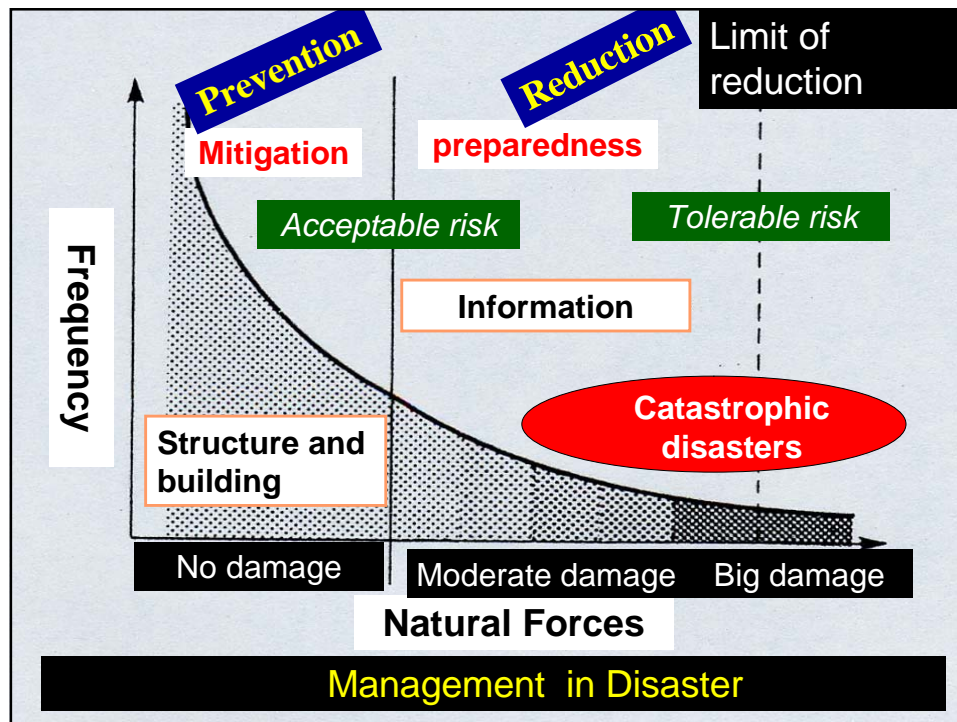 Prevention
Reduction
Limit of
reduction
Mitigation
preparedness
Acceptable risk
Tolerable risk
Frequency
Information
Catastrophic
disasters
Structure and
building
No damage
Moderate damage
Big damage
Natural Forces
Management in Disaster